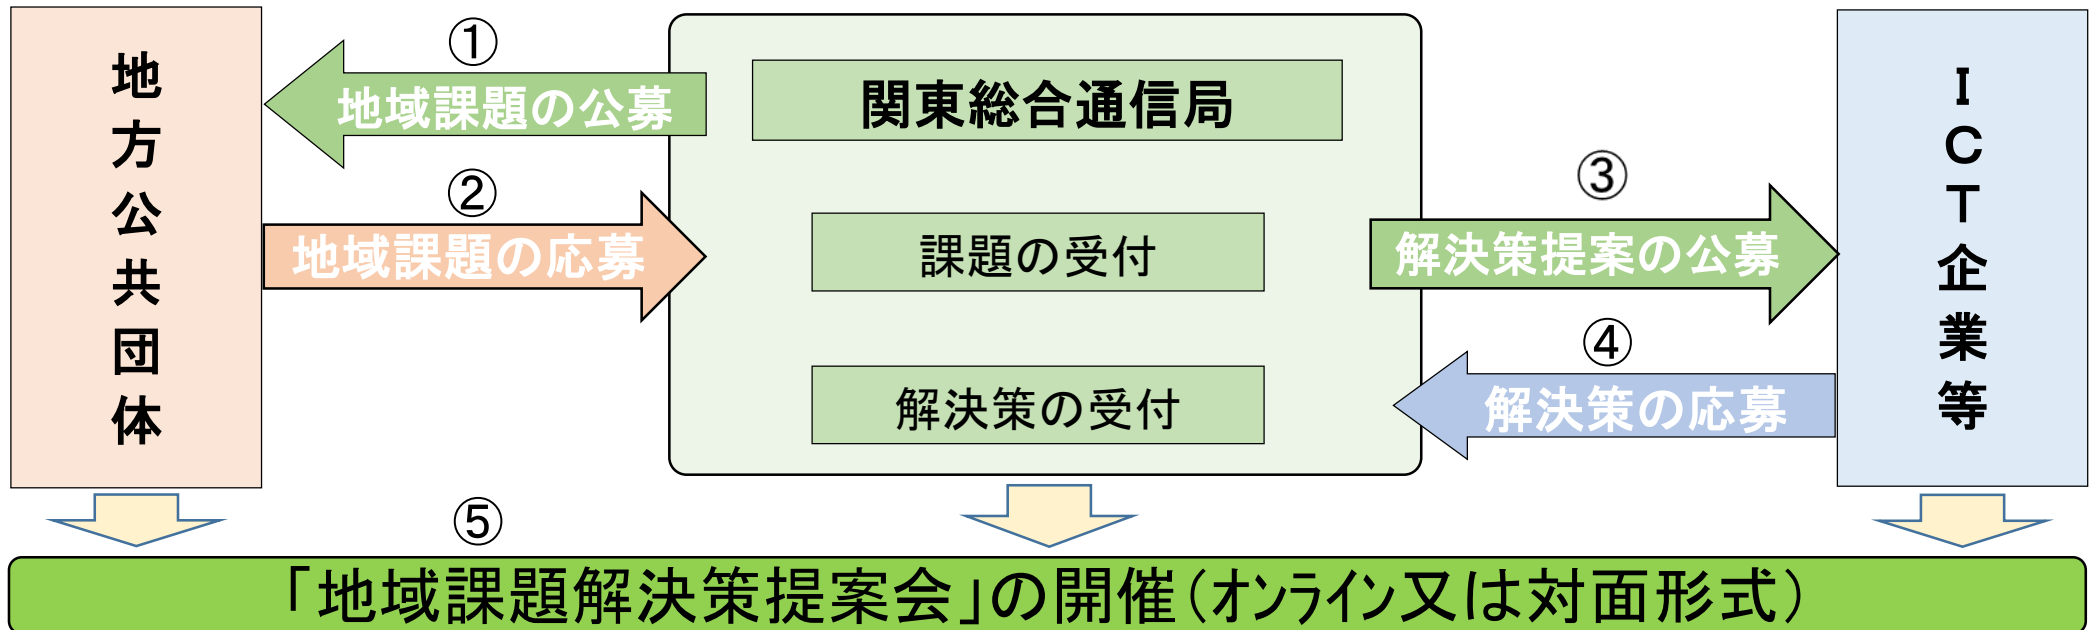 地方公共団体
①
地域課題の公募
②
地域課題の応募
関東総合通信局
課題の受付
解決策の受付
③
解決策提案の公募
④
解決策の応募
ICT企業等
⑤
「地域課題解決策提案会」の開催(オンライン又は対面形式)